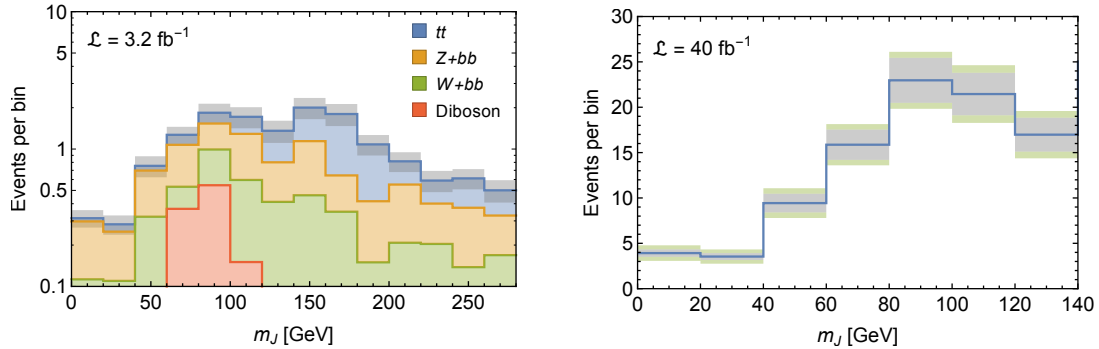 10
5
1
0.5
0.1
Events per bin
ℒ = 3.2 fb⁻¹
tt
Z+bb
W+bb
Diboson
0 50 100 150 200 250
m_J [GeV]
30
25
20
15
10
5
0
Events per bin
ℒ = 40 fb⁻¹
0 20 40 60 80 100 120 140
m_J [GeV]